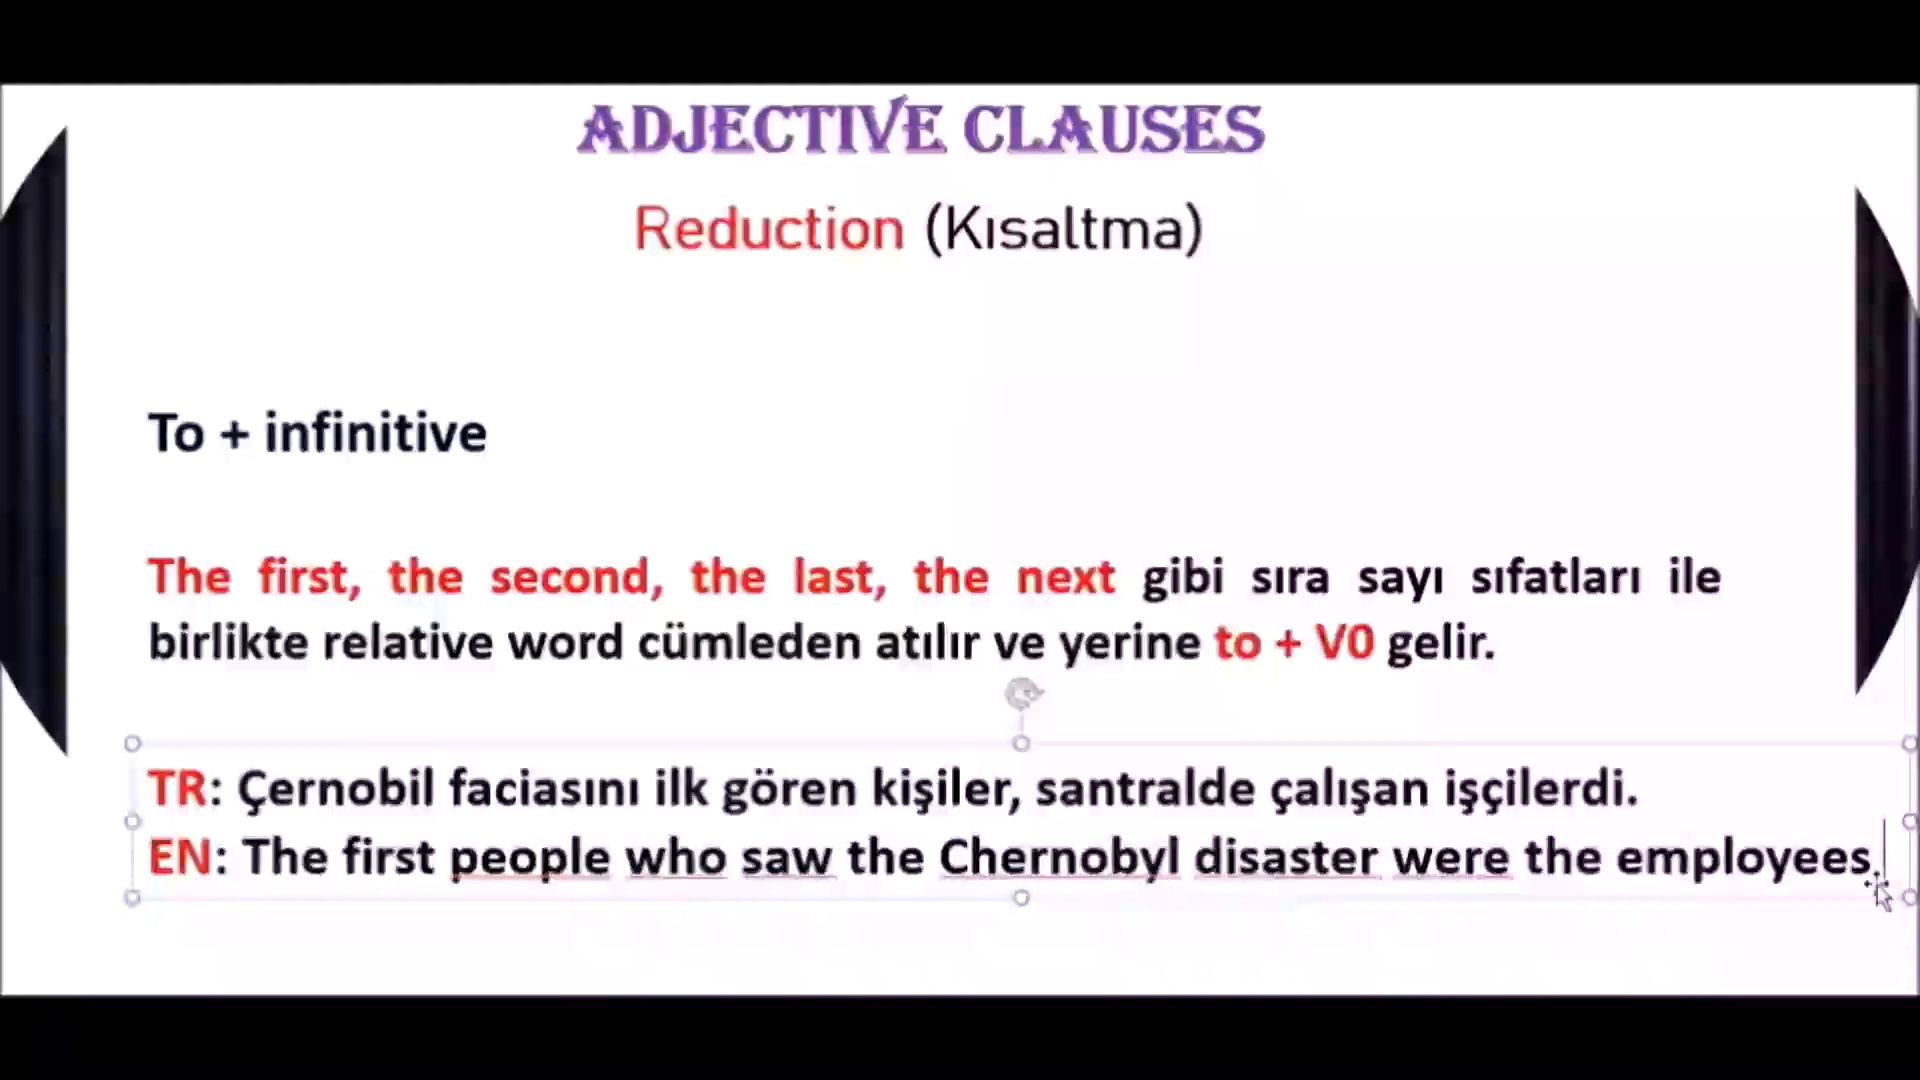 ADJECTIVE CLAUSES
Reduction (Kısaltma)
To + infinitive
The first, the second, the last, the next gibi sıra sayı sıfatları ile
birlikte relative word cümleden atılır ve yerine to + V0 gelir.
TR: Çernobil faciasını ilk gören kişiler, santralde çalışan işçilerdi.
EN: The first people who saw the Chernobyl disaster were the employees.